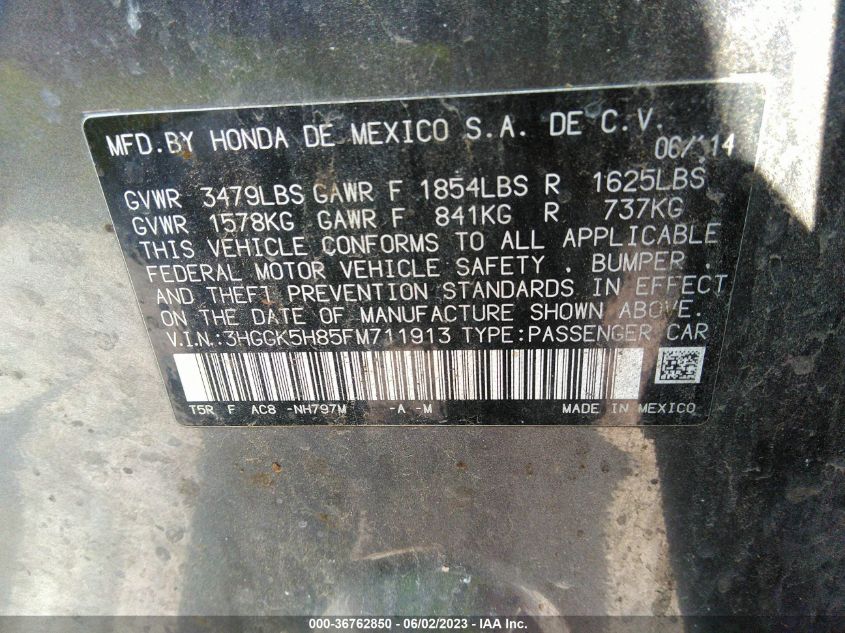 MFD.BY HONDA DE MEXICO S.A. DE C.V.
06/14
GVWR 3479LBS GAWR F 1854LBS R 1625LBS
GVWR 1578KG GAWR F 841KG R 737KG
THIS VEHICLE CONFORMS TO ALL APPLICABLE
FEDERAL MOTOR VEHICLE SAFETY , BUMPER ,
AND THEFT PREVENTION STANDARDS IN EFFECT
ON THE DATE OF MANUFACTURE SHOWN ABOVE.
V.I.N.:3HGGK5H85FM711913 TYPE:PASSENGER CAR
T5R F AC8 -NH797M -A -M MADE IN MEXICO
000-36762850 - 06/02/2023 - IAA Inc.